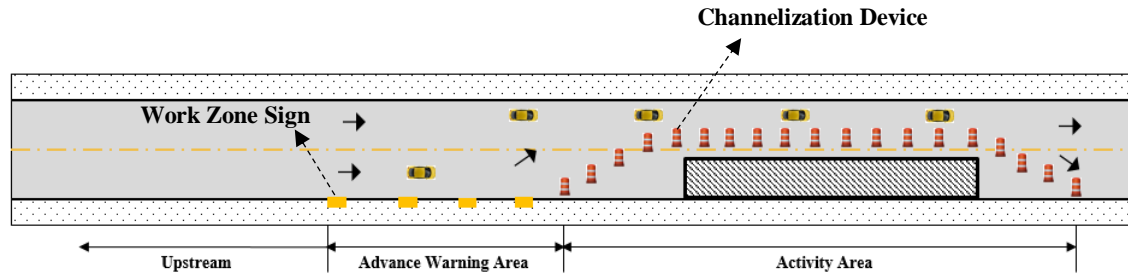 Channelization Device
Work Zone Sign
Upstream
Advance Warning Area
Activity Area